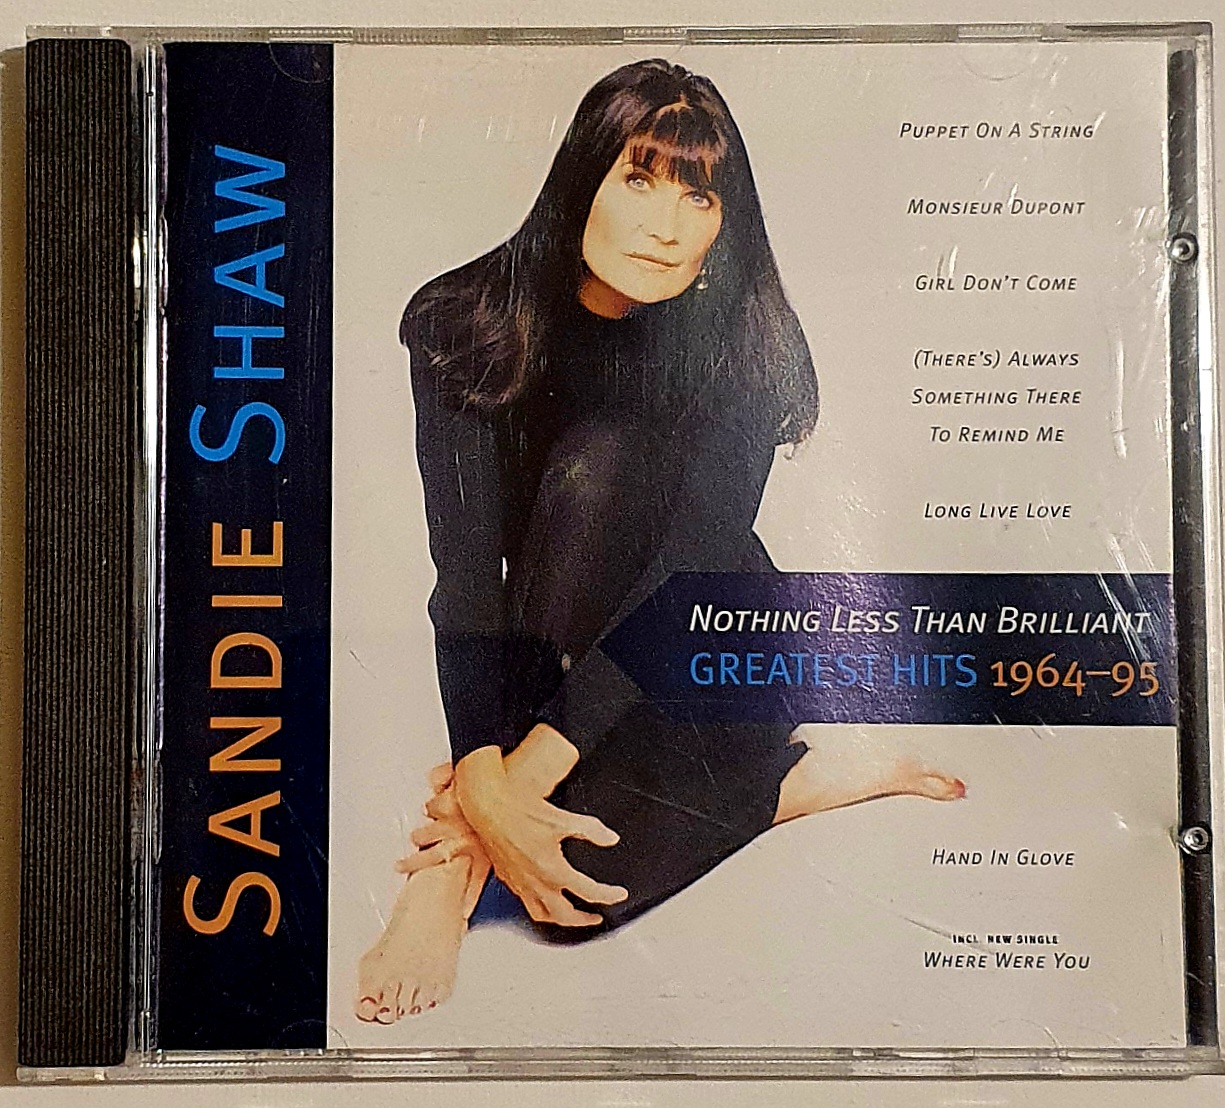 SANDIE SHAW
PUPPET ON A STRING
MONSIEUR DUPONT
GIRL DON'T COME
(THERE'S) ALWAYS
SOMETHING THERE
TO REMIND ME
LONG LIVE LOVE
NOTHING LESS THAN BRILLIANT
GREATEST HITS 1964–95
HAND IN GLOVE
INCL. NEW SINGLE
WHERE WERE YOU